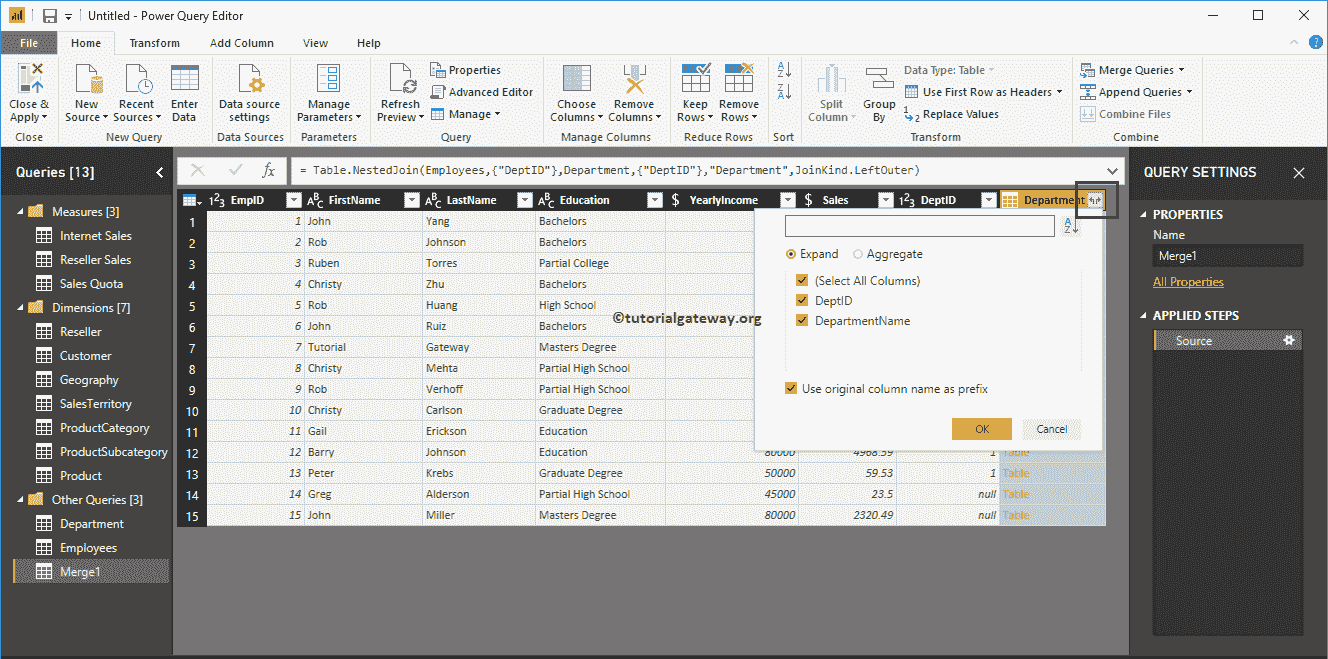 Untitled - Power Query Editor
File Home Transform Add Column View Help
Close & Apply
New Source
Recent Sources
Enter Data
Data source settings
Manage Parameters
Refresh Preview
Properties
Advanced Editor
Manage
Choose Columns
Remove Columns
Keep Rows
Remove Rows
Split Column
Group By
Data Type: Table
Use First Row as Headers
Replace Values
Merge Queries
Append Queries
Combine Files
Close New Query Data Sources Parameters Query Manage Columns Reduce Rows Sort Transform Combine
Queries [13]
Measures [3]
Internet Sales
Reseller Sales
Sales Quota
Dimensions [7]
Reseller
Customer
Geography
SalesTerritory
ProductCategory
ProductSubcategory
Product
Other Queries [3]
Department
Employees
Merge1
fx = Table.NestedJoin(Employees,{"DeptID"},Department,{"DeptID"},"Department",JoinKind.LeftOuter)
EmpID FirstName LastName Education YearlyIncome Sales DeptID Department
1 1 John Yang Bachelors
2 2 Rob Johnson Bachelors
3 3 Ruben Torres Partial College
4 4 Christy Zhu Bachelors
5 5 Rob Huang High School
6 6 John Ruiz Bachelors
7 7 Tutorial Gateway Masters Degree
8 8 Christy Mehta Partial High School
9 9 Rob Verhoff Partial High School
10 10 Christy Carlson Graduate Degree
11 11 Gail Erickson Education
12 12 Barry Johnson Education 80000 4968.59 1 Table
13 13 Peter Krebs Graduate Degree 50000 59.53 1 Table
14 14 Greg Alderson Partial High School 45000 23.5 null Table
15 15 John Miller Masters Degree 80000 2320.49 null Table
©tutorialgateway.org
Expand Aggregate
(Select All Columns)
DeptID
DepartmentName
Use original column name as prefix
OK Cancel
QUERY SETTINGS
PROPERTIES
Name
Merge1
All Properties
APPLIED STEPS
Source